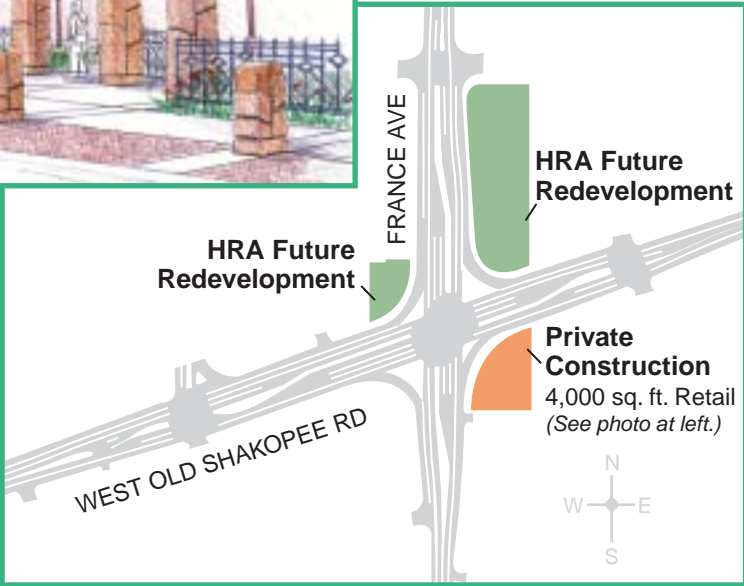 FRANCE AVE
HRA Future
Redevelopment
HRA Future
Redevelopment
Private
Construction
4,000 sq. ft. Retail
(See photo at left.)
WEST OLD SHAKOPEE RD
N
W E
S